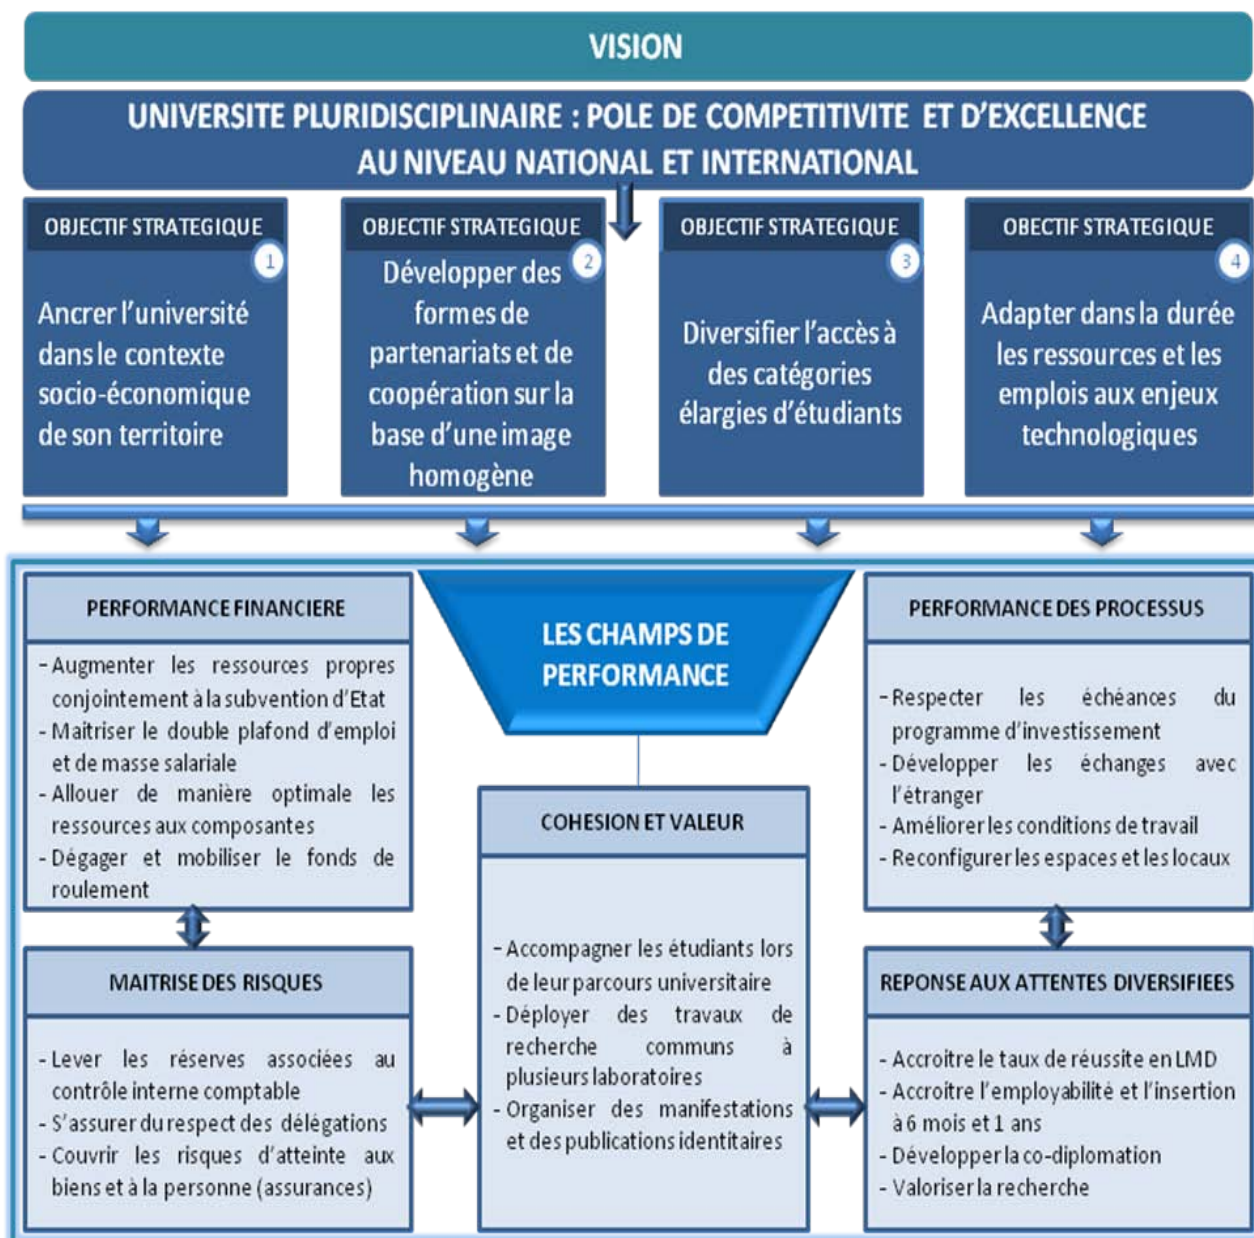 VISION
UNIVERSITE PLURIDISCIPLINAIRE : POLE DE COMPETITIVITE ET D'EXCELLENCE
AU NIVEAU NATIONAL ET INTERNATIONAL
OBJECTIF STRATEGIQUE
1
Ancrer l'université
dans le contexte
socio-économique
de son territoire
OBJECTIF STRATEGIQUE
2
Développer des
formes de
partenariats et de
coopération sur la
base d'une image
homogène
OBJECTIF STRATEGIQUE
3
Diversifier l'accès à
des catégories
élargies d'étudiants
OBECTIF STRATEGIQUE
4
Adapter dans la durée
les ressources et les
emplois aux enjeux
technologiques
PERFORMANCE FINANCIERE
- Augmenter les ressources propres
conjointement à la subvention d'Etat
- Maitriser le double plafond d'emploi
et de masse salariale
- Allouer de manière optimale les
ressources aux composantes
- Dégager et mobiliser le fonds de
roulement
LES CHAMPS DE
PERFORMANCE
PERFORMANCE DES PROCESSUS
- Respecter les échéances du
programme d'investissement
- Développer les échanges avec
l'étranger
- Améliorer les conditions de travail
- Reconfigurer les espaces et les locaux
MAITRISE DES RISQUES
- Lever les réserves associées au
contrôle interne comptable
- S'assurer du respect des délégations
- Couvrir les risques d'atteinte aux
biens et à la personne (assurances)
COHESION ET VALEUR
- Accompagner les étudiants lors
de leur parcours universitaire
- Déployer des travaux de
recherche communs à
plusieurs laboratoires
- Organiser des manifestations
et des publications identitaires
REPONSE AUX ATTENTES DIVERSIFIEES
- Accroitre le taux de réussite en LMD
- Accroitre l'employabilité et l'insertion
à 6 mois et 1 ans
- Développer la co-diplomation
- Valoriser la recherche